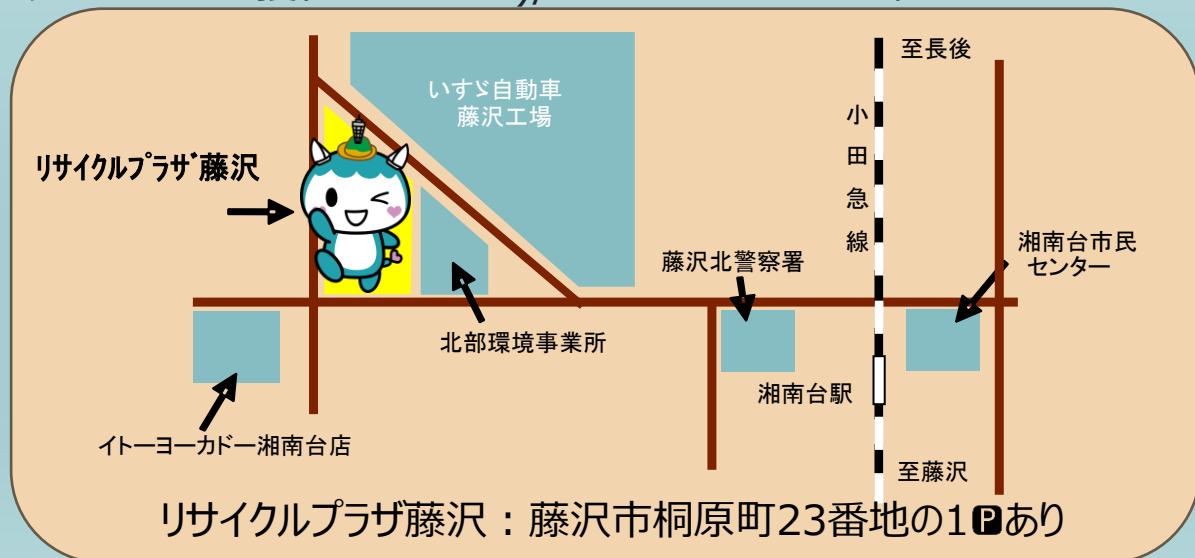 至長後
いすゞ自動車
藤沢工場
小田急線
リサイクルプラザ藤沢
湘南台市民
センター
藤沢北警察署
北部環境事業所
湘南台駅
イトーヨーカドー湘南台店
至藤沢
リサイクルプラザ藤沢：藤沢市桐原町23番地の1🅿あり